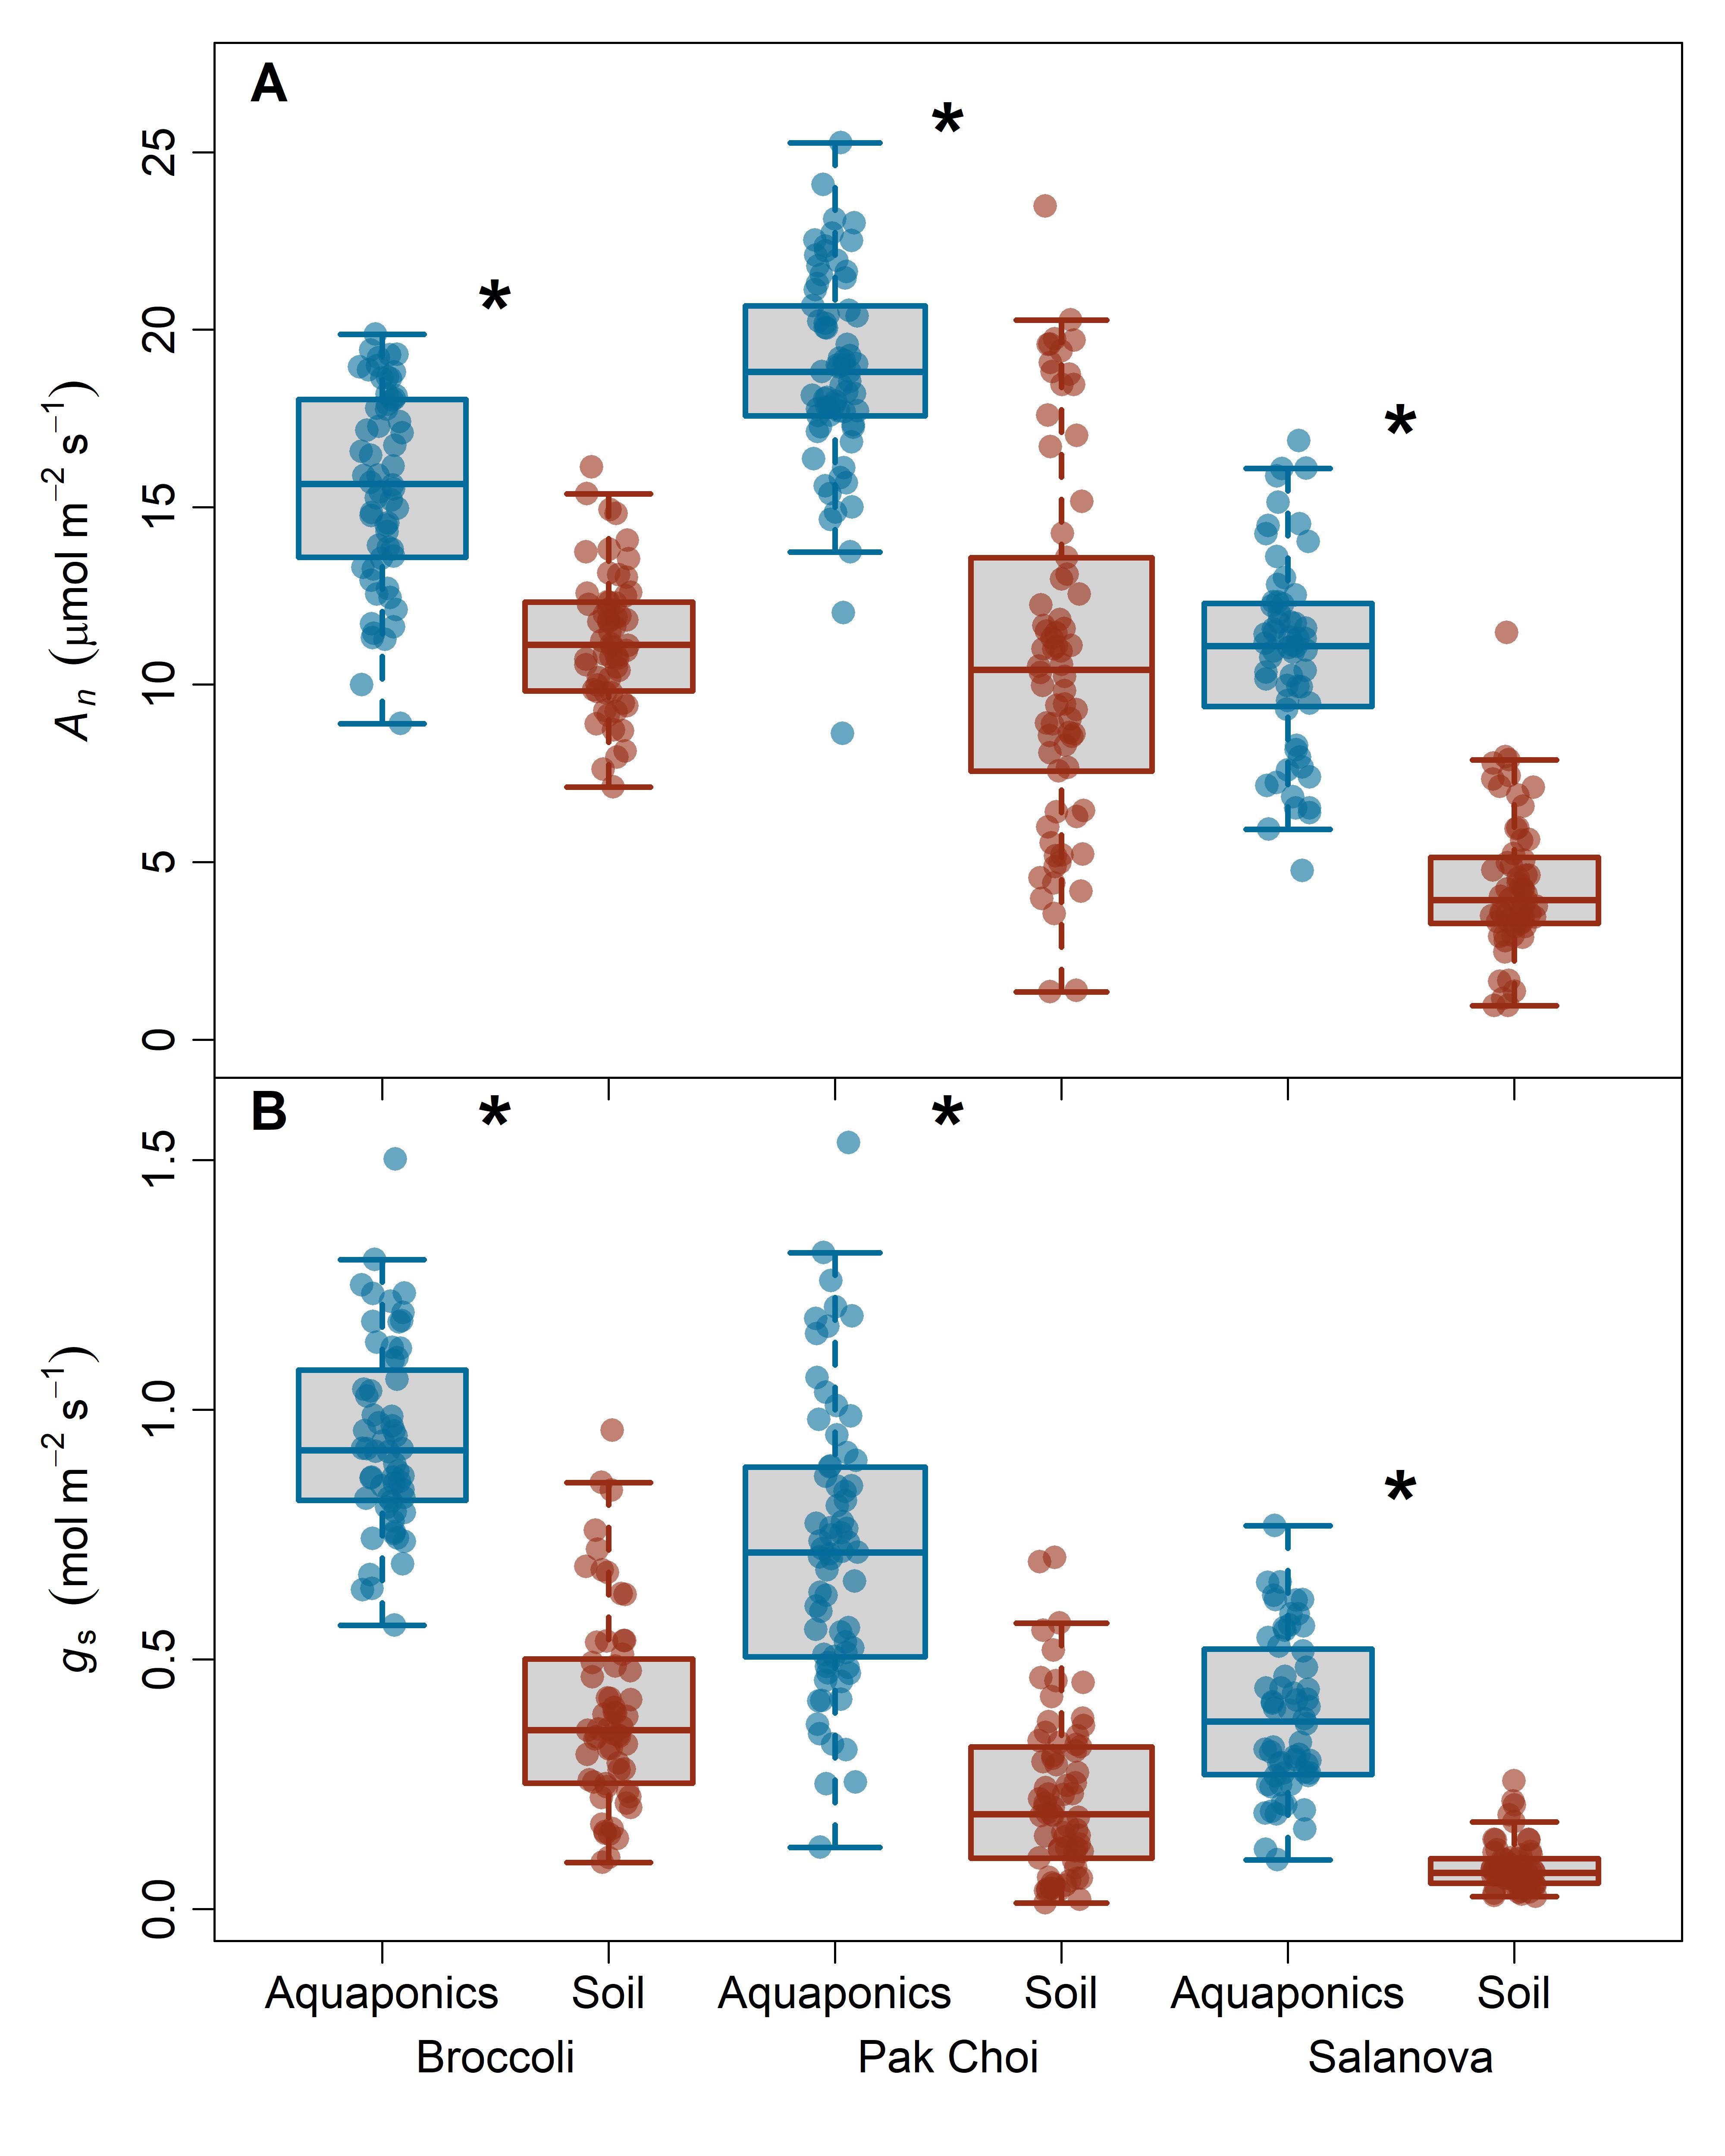 A
*
*
*
25
20
15
10
5
0
Aₙ (μmol m⁻² s⁻¹)
B
*
*
*
1.5
1.0
0.5
0.0
gₛ (mol m⁻² s⁻¹)
Aquaponics Soil Aquaponics Soil Aquaponics Soil
Broccoli Pak Choi Salanova